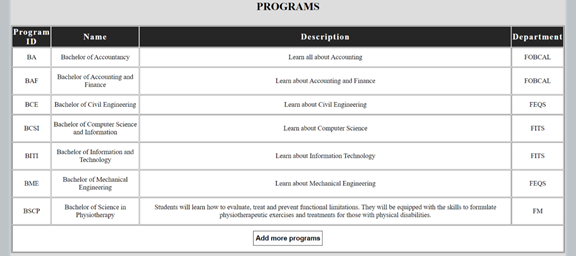 PROGRAMS
Program ID Name Description Department
BA Bachelor of Accountancy Learn all about Accounting FOBCAL
BAF Bachelor of Accounting and Finance Learn about Accounting and Finance FOBCAL
BCE Bachelor of Civil Engineering Learn about Civil Engineering FEQS
BCSI Bachelor of Computer Science and Information Learn about Computer Science FITS
BITI Bachelor of Information and Technology Learn about Information Technology FITS
BME Bachelor of Mechanical Engineering Learn about Mechanical Engineering FEQS
BSCP Bachelor of Science in Physiotherapy Students will learn how to evaluate, treat and prevent functional limitations. They will be equipped with the skills to formulate physiotherapeutic exercises and treatments for those with physical disabilities. FM
Add more programs